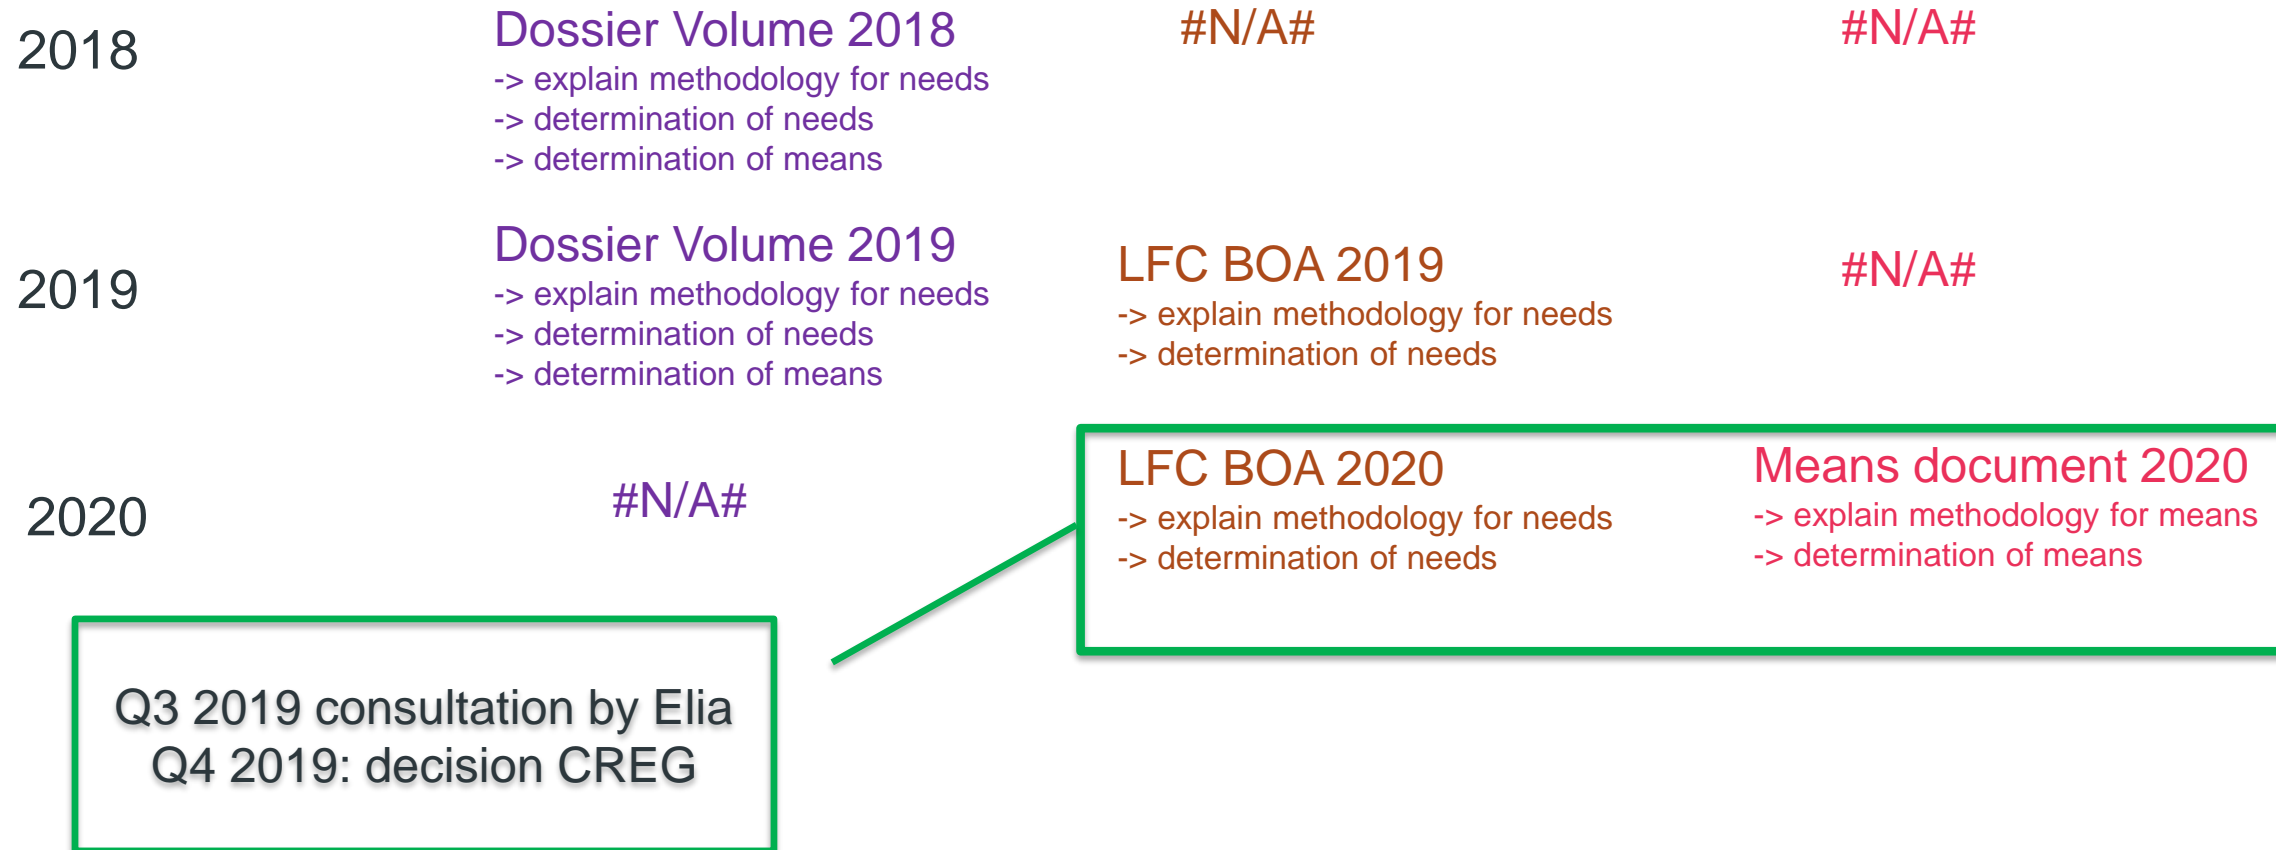 2018
Dossier Volume 2018
-> explain methodology for needs
-> determination of needs
-> determination of means
#N/A#
#N/A#
2019
Dossier Volume 2019
-> explain methodology for needs
-> determination of needs
-> determination of means
LFC BOA 2019
-> explain methodology for needs
-> determination of needs
#N/A#
2020
#N/A#
LFC BOA 2020
-> explain methodology for needs
-> determination of needs
Means document 2020
-> explain methodology for means
-> determination of means
Q3 2019 consultation by Elia
Q4 2019: decision CREG